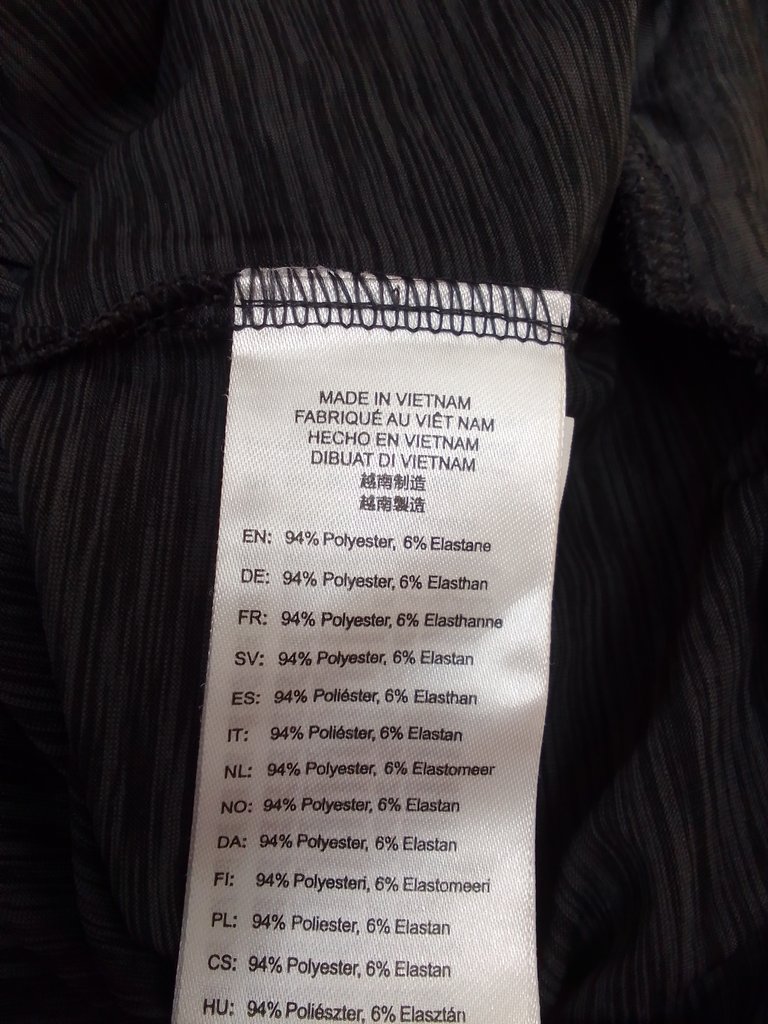 MADE IN VIETNAM
FABRIQUÉ AU VIÊT NAM
HECHO EN VIETNAM
DIBUAT DI VIETNAM
越南制造
越南製造
EN: 94% Polyester, 6% Elastane
DE: 94% Polyester, 6% Elasthan
FR: 94% Polyester, 6% Elasthanne
SV: 94% Polyester, 6% Elastan
ES: 94% Poliéster, 6% Elasthan
IT: 94% Poliéster, 6% Elastan
NL: 94% Polyester, 6% Elastomeer
NO: 94% Polyester, 6% Elastan
DA: 94% Polyester, 6% Elastan
FI: 94% Polyesteri, 6% Elastomeeri
PL: 94% Poliester, 6% Elastan
CS: 94% Polyester, 6% Elastan
HU: 94% Poliészter, 6% Elasztán